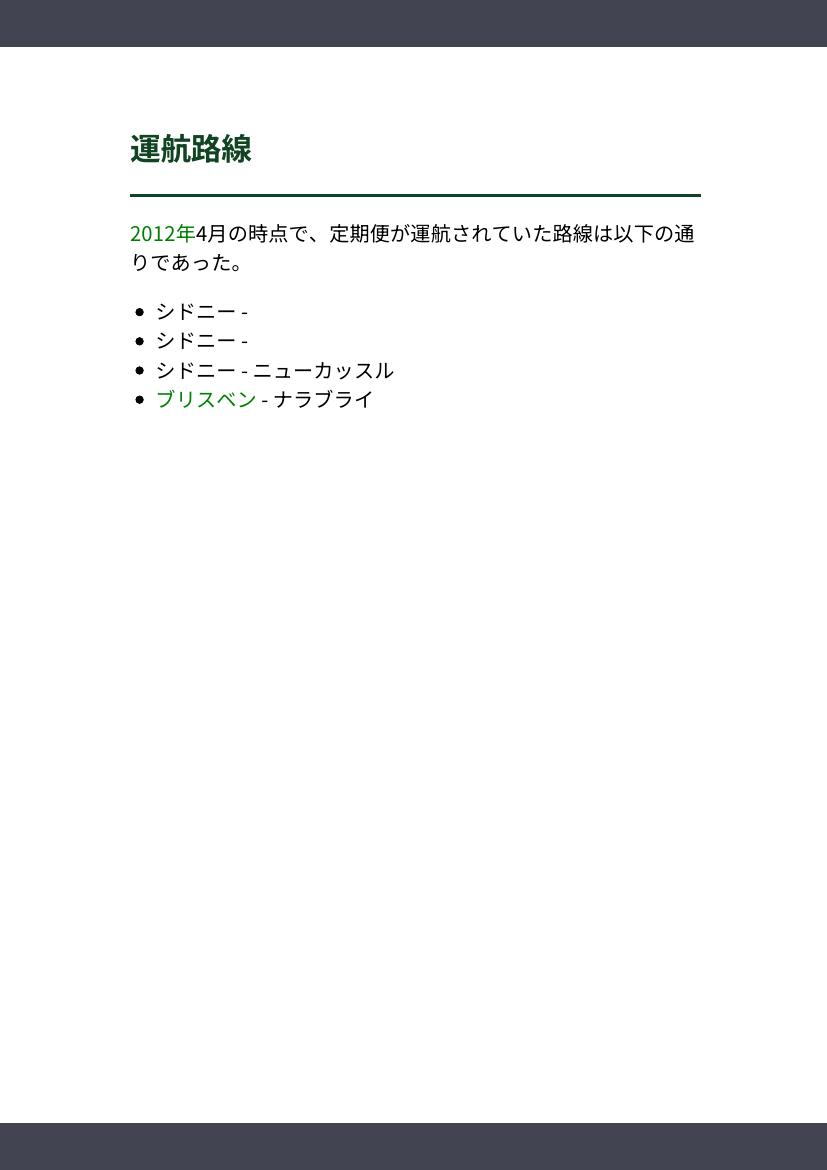 運航路線
2012年4月の時点で、定期便が運航されていた路線は以下の通
りであった。
シドニー -
シドニー -
シドニー - ニューカッスル
ブリスベン - ナラブライ